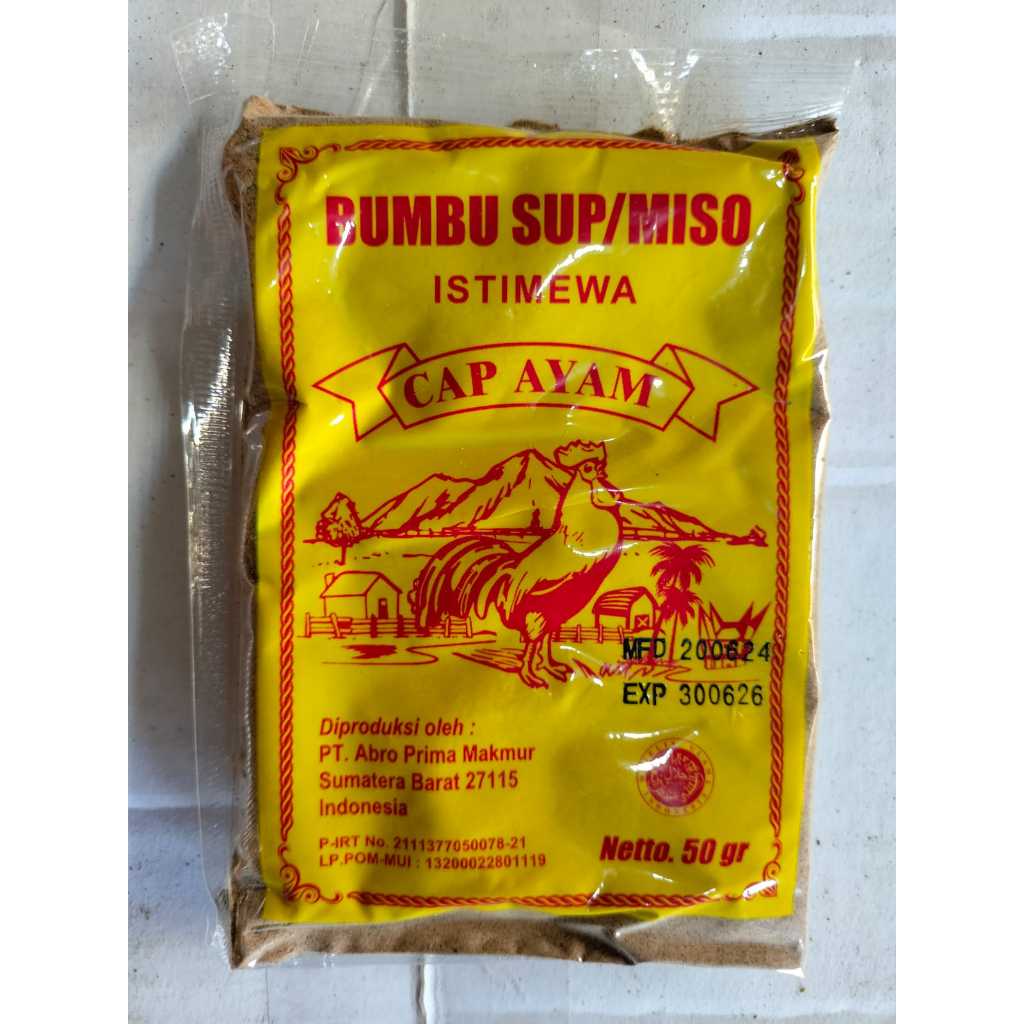 BUMBU SUP/MISO
ISTIMEWA
CAP AYAM
MFD 200624
EXP 300626
Diproduksi oleh :
PT. Abro Prima Makmur
Sumatera Barat 27115
Indonesia
P-IRT No. 2111377050078-21
LP.POM-MUI : 13200022801119
Netto. 50 gr